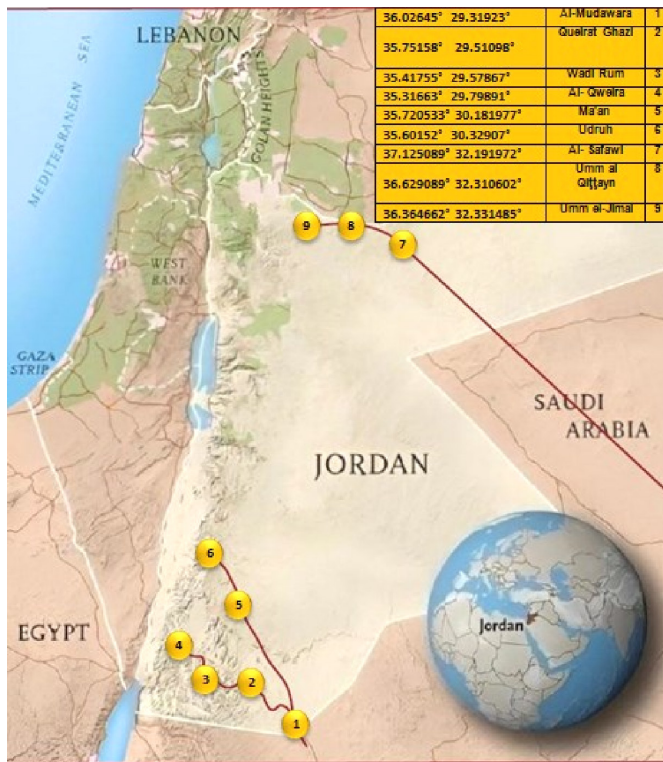 36.02645° 29.31923° Al-Mudawara 1
36.75158° 29.51098° Queirat Ghazi 2
35.41755° 29.57867° Wadi Rum 3
35.31663° 29.79891° Al- Qweira 4
35.720533° 30.181977° Ma'an 5
35.60152° 30.32907° Udruh 6
37.125089° 32.191972° Al- Safawi 7
36.629089° 32.310602° Umm al 8
Qiţţayn
36.364662° 32.331485° Umm el-Jimal 9
LEBANON
MEDITERRANEAN SEA
GOLAN HEIGHTS
9
8
7
WEST
BANK
GAZA
STRIP
SAUDI
ARABIA
JORDAN
6
5
EGYPT
4
3
2
1
Jordan